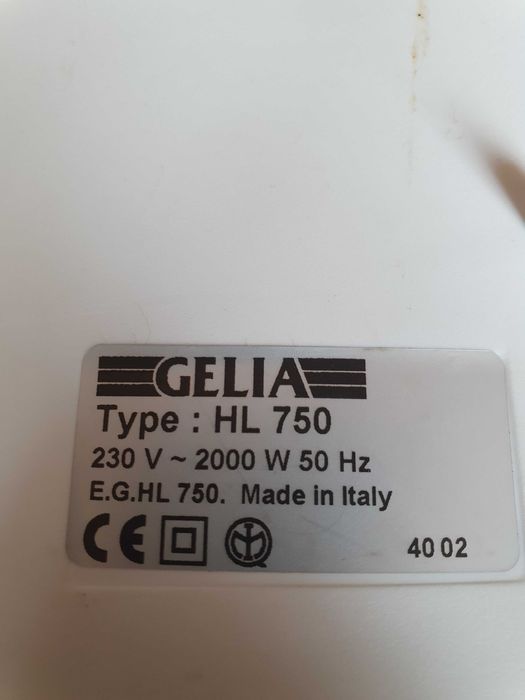 GELIA
Type : HL 750
230 V ~ 2000 W 50 Hz
E.G.HL 750. Made in Italy
CE 40 02